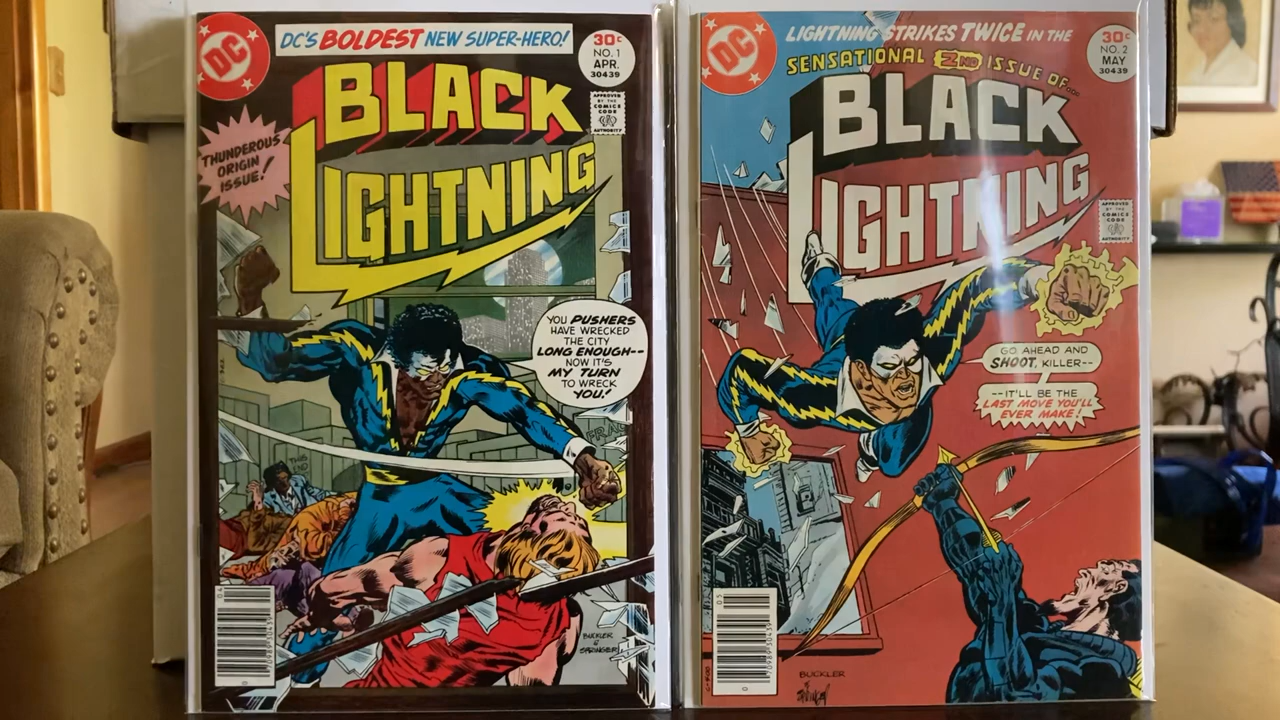 DC
DC'S BOLDEST NEW SUPER-HERO!
30¢
NO. 1
APR.
30439
APPROVED
BY THE
COMICS
CODE
AUTHORITY
BLACK
LIGHTNING
THUNDEROUS
ORIGIN
ISSUE!
YOU PUSHERS
HAVE WRECKED
THE CITY
LONG ENOUGH--
NOW IT'S
MY TURN
TO WRECK
YOU!
BUCKLER
&
SPRINGER
04
DC
LIGHTNING STRIKES TWICE IN THE
SENSATIONAL 2ND ISSUE OF...
30¢
NO. 2
MAY
30439
BLACK
LIGHTNING
APPROVED
BY THE
COMICS
CODE
AUTHORITY
GO AHEAD AND
SHOOT, KILLER--
--IT'LL BE THE
LAST MOVE YOU'LL
EVER MAKE!
05
BUCKLER